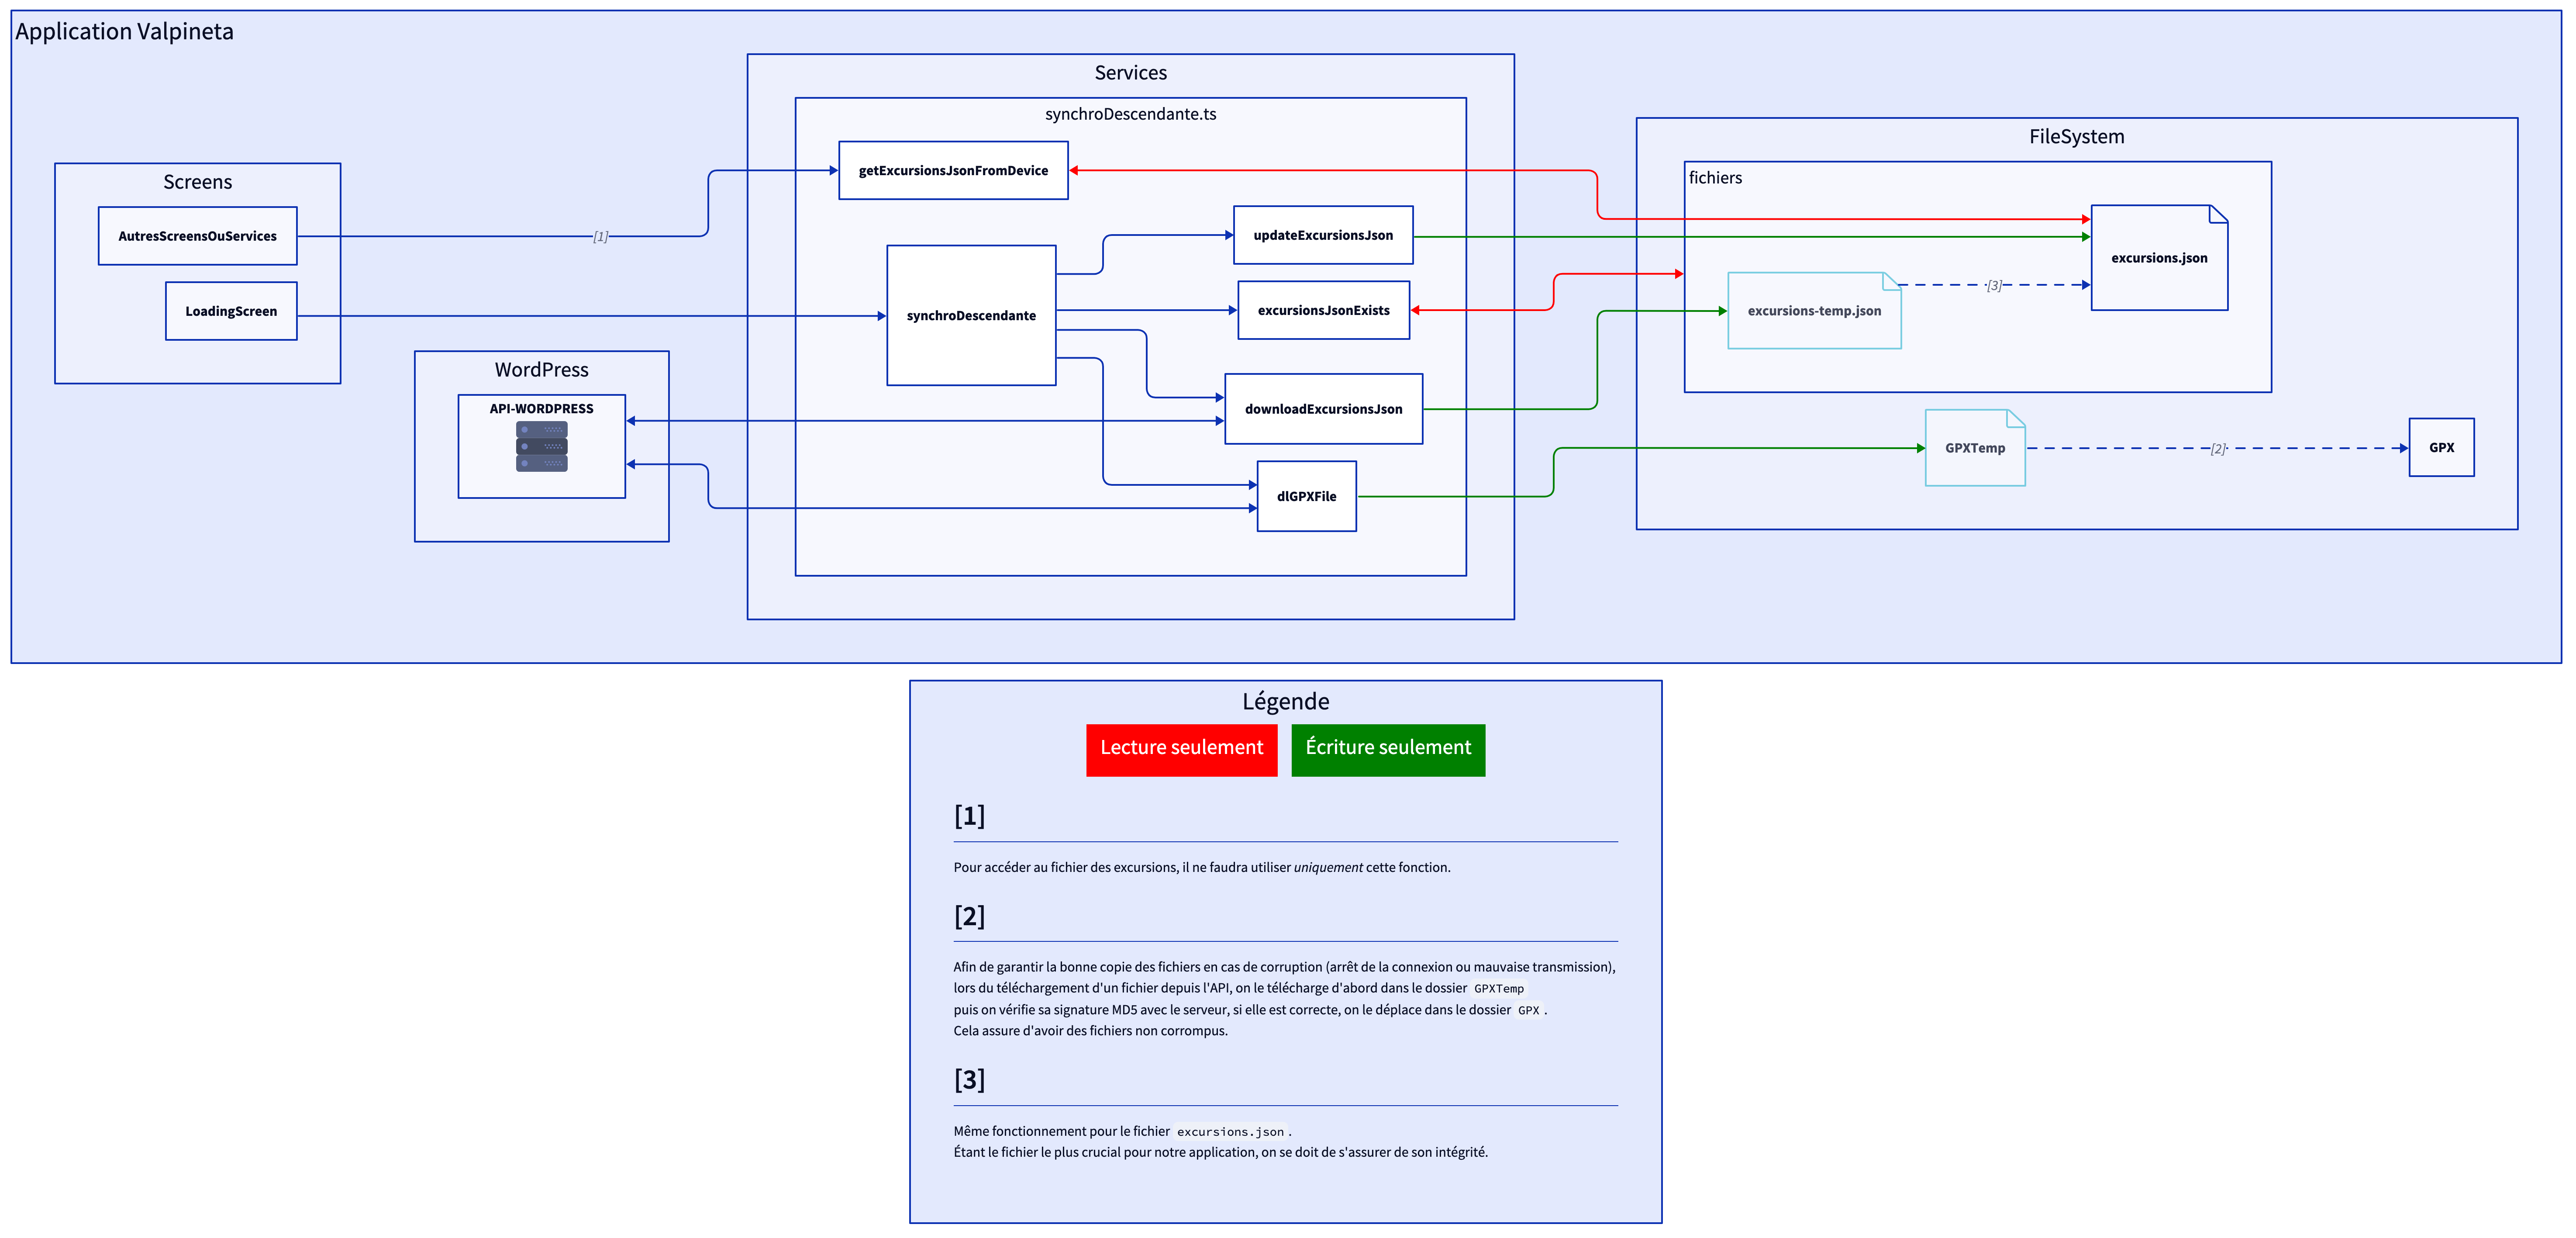 Application Valpineta
Services
synchroDescendante.ts
getExcursionsJsonFromDevice
updateExcursionsJson
synchroDescendante
excursionsJsonExists
downloadExcursionsJson
dlGPXFile
Screens
AutresScreensOuServices
[1]
LoadingScreen
WordPress
API-WORDPRESS
FileSystem
fichiers
excursions.json
excursions-temp.json
[3]
GPXTemp
[2]
GPX
Légende
Lecture seulement
Écriture seulement
[1]
Pour accéder au fichier des excursions, il ne faudra utiliser uniquement cette fonction.
[2]
Afin de garantir la bonne copie des fichiers en cas de corruption (arrêt de la connexion ou mauvaise transmission),
lors du téléchargement d'un fichier depuis l'API, on le télécharge d'abord dans le dossier GPXTemp
puis on vérifie sa signature MD5 avec le serveur, si elle est correcte, on le déplace dans le dossier GPX .
Cela assure d'avoir des fichiers non corrompus.
[3]
Même fonctionnement pour le fichier excursions.json .
Étant le fichier le plus crucial pour notre application, on se doit de s'assurer de son intégrité.